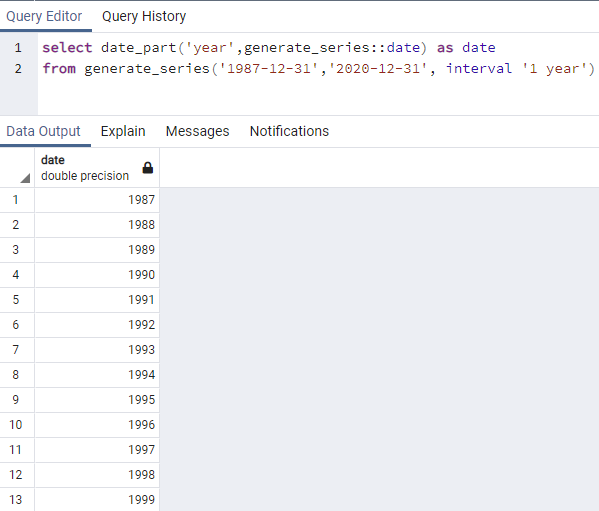 Query Editor Query History
1 select date_part('year',generate_series::date) as date
2 from generate_series('1987-12-31','2020-12-31', interval '1 year')
Data Output Explain Messages Notifications
date
double precision
1 1987
2 1988
3 1989
4 1990
5 1991
6 1992
7 1993
8 1994
9 1995
10 1996
11 1997
12 1998
13 1999